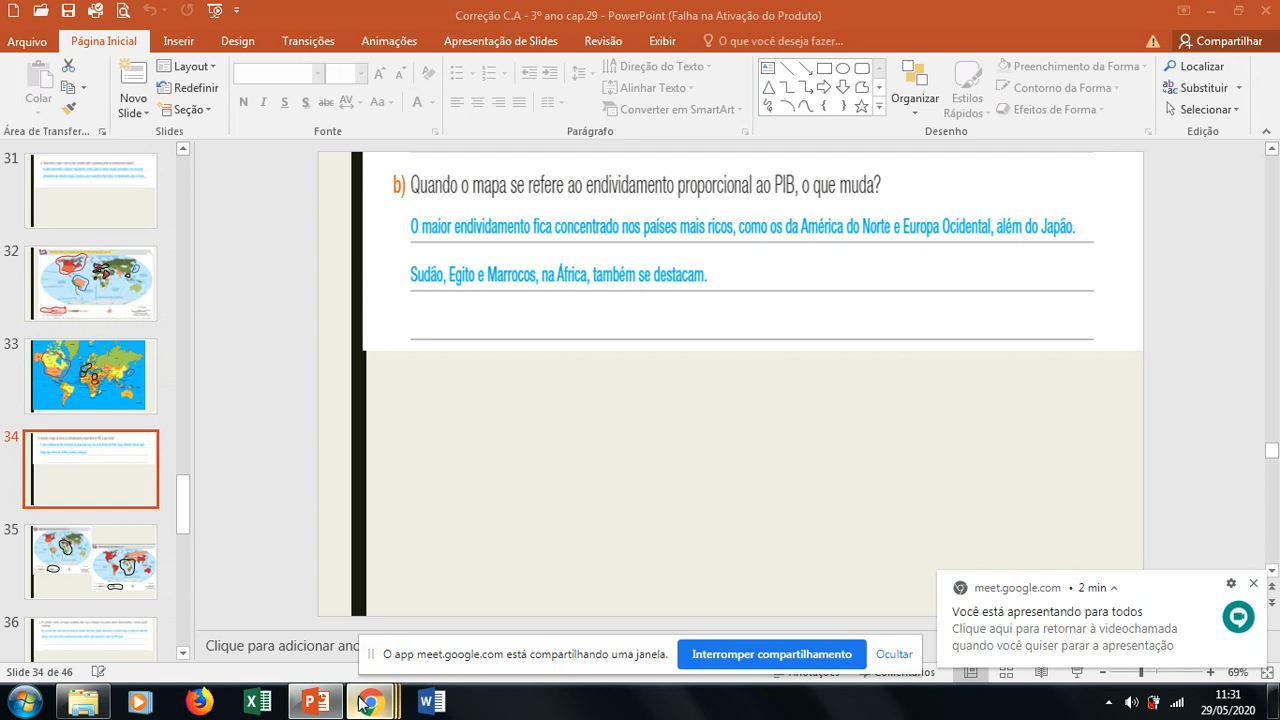 Correção C.A - 3º ano cap.29 - PowerPoint (Falha na Ativação do Produto)
Arquivo
Página Inicial
Inserir
Design
Transições
Animações
Apresentação de Slides
Revisão
Exibir
O que você deseja fazer...
Compartilhar
Colar
Novo
Slide
Layout
Redefinir
Seção
N I S S abc AV Aa A
Direção do Texto
Alinhar Texto
Converter em SmartArt
Organizar
Estilos
Rápidos
Preenchimento da Forma
Contorno da Forma
Efeitos de Forma
Localizar
Substituir
Selecionar
Área de Transfer...
Slides
Fonte
Parágrafo
Desenho
Edição
31
32
33
34
35
36
b) Quando o mapa se refere ao endividamento proporcional ao PIB, o que muda?
O maior endividamento fica concentrado nos países mais ricos, como os da América do Norte e Europa Ocidental, além do Japão.
Sudão, Egito e Marrocos, na África, também se destacam.
meet.google.com • 2 min
Você está apresentando para todos
aqui para retornar à videochamada
quando você quiser parar a apresentação
Clique para adicionar
O app meet.google.com está compartilhando uma janela.
Interromper compartilhamento
Ocultar
Slide 34 de 46
69%
11:31
29/05/2020